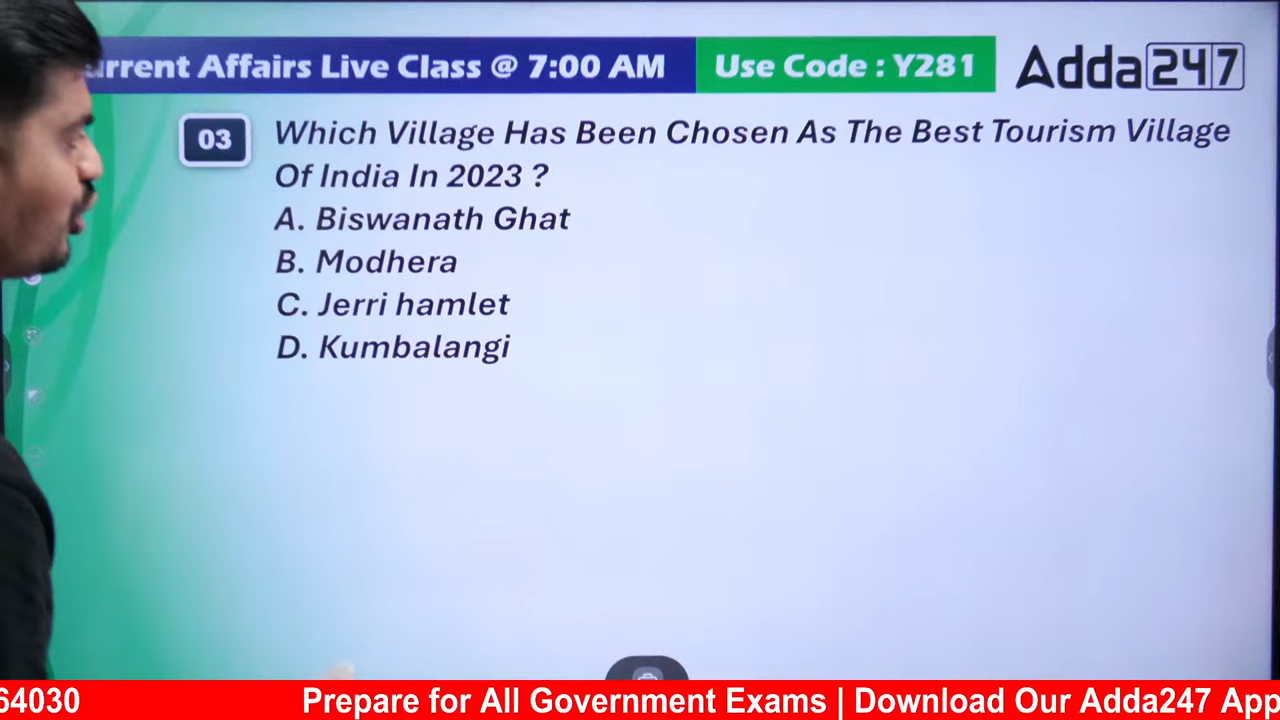 Current Affairs Live Class @ 7:00 AM
Use Code : Y281
Adda247
03
Which Village Has Been Chosen As The Best Tourism Village
Of India In 2023 ?
A. Biswanath Ghat
B. Modhera
C. Jerri hamlet
D. Kumbalangi
64030
Prepare for All Government Exams | Download Our Adda247 App